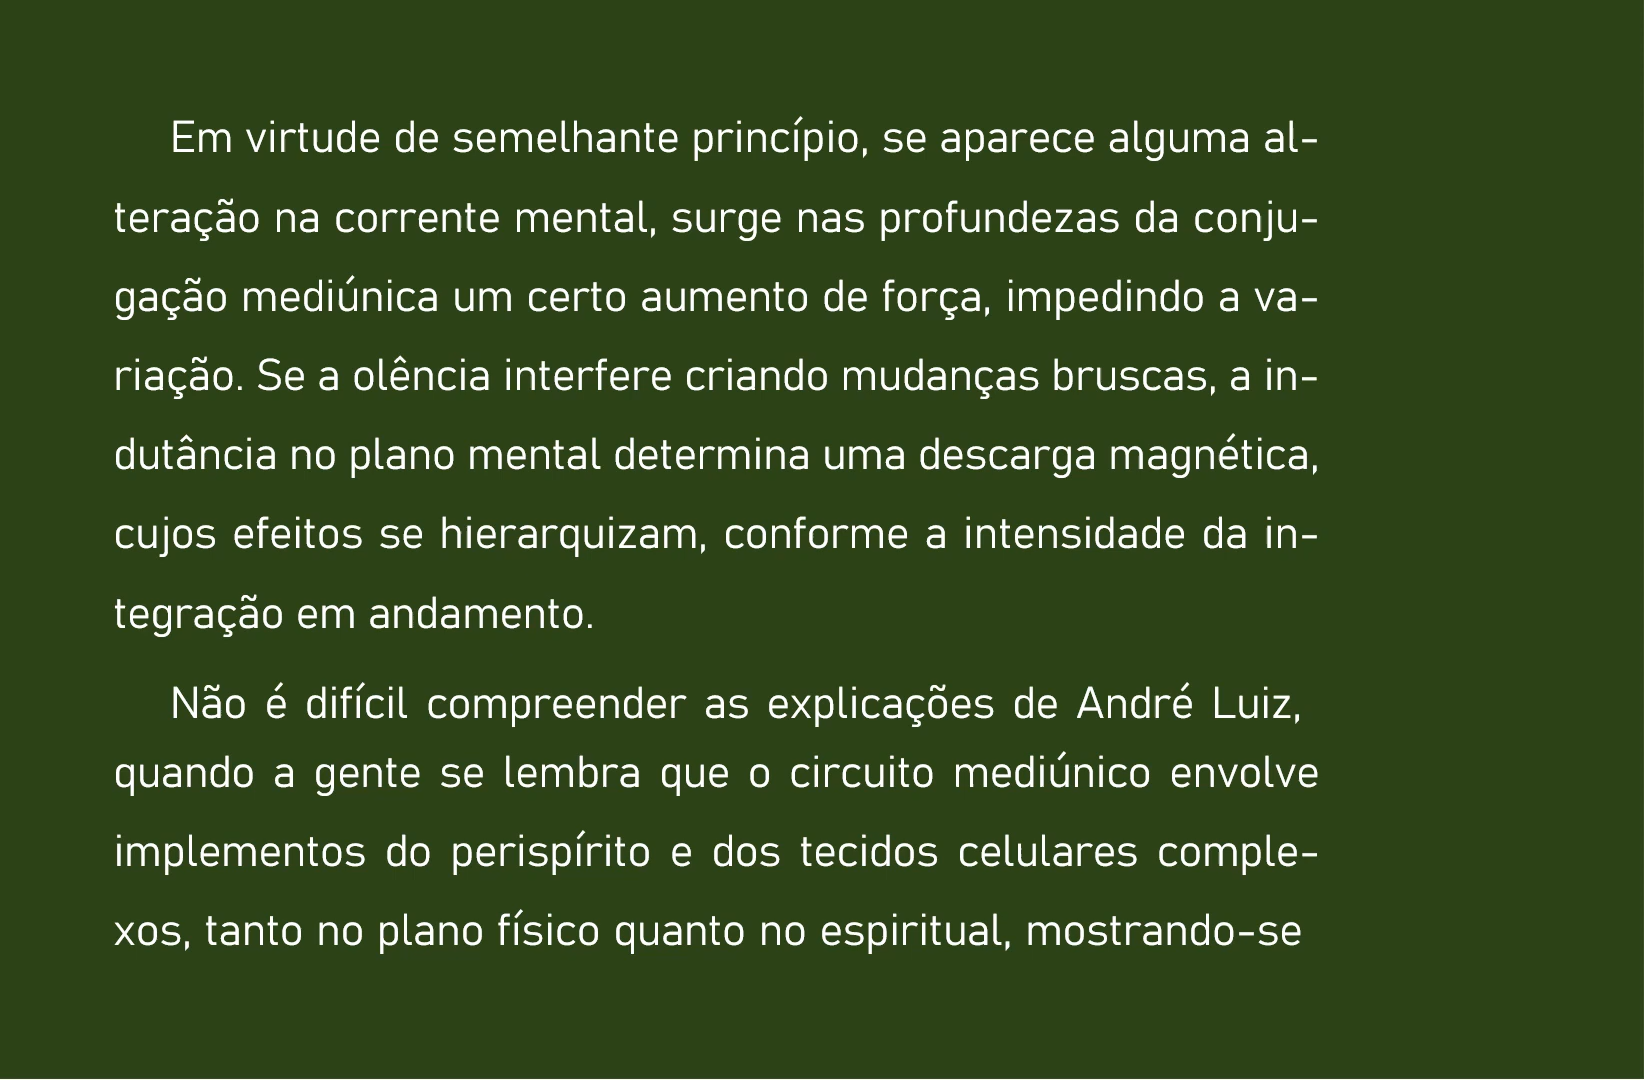 Em virtude de semelhante princípio, se aparece alguma al-
teração na corrente mental, surge nas profundezas da conju-
gação mediúnica um certo aumento de força, impedindo a va-
riação. Se a olência interfere criando mudanças bruscas, a in-
dutância no plano mental determina uma descarga magnética,
cujos efeitos se hierarquizam, conforme a intensidade da in-
tegração em andamento.
Não é difícil compreender as explicações de André Luiz,
quando a gente se lembra que o circuito mediúnico envolve
implementos do perispírito e dos tecidos celulares comple-
xos, tanto no plano físico quanto no espiritual, mostrando-se